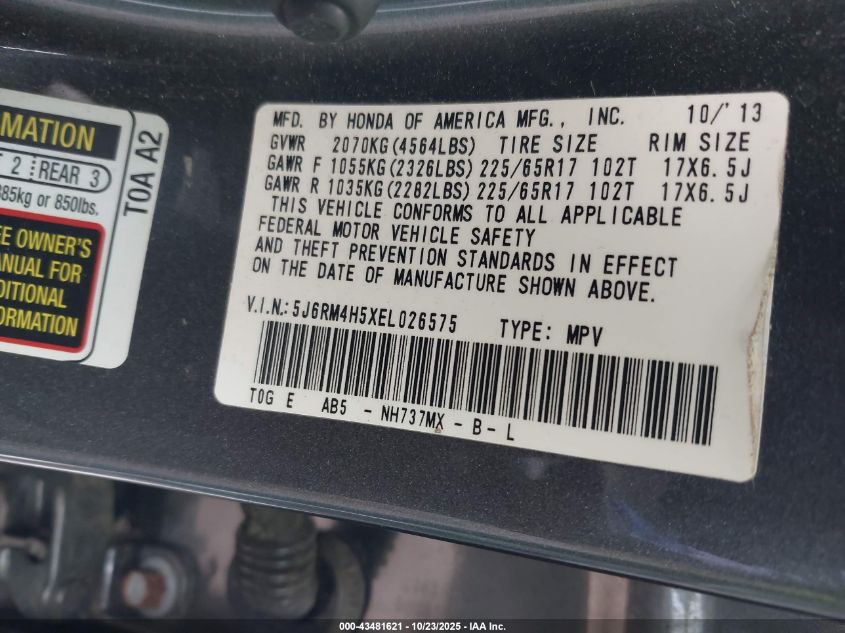 MATION
T 2 REAR 3
385kg or 850lbs.
EE OWNER'S
ANUAL FOR
DITIONAL
FORMATION
T0A A2
MFD. BY HONDA OF AMERICA MFG., INC. 10/'13
GVWR 2070KG(4564LBS) TIRE SIZE RIM SIZE
GAWR F 1055KG(2326LBS) 225/65R17 102T 17X6.5J
GAWR R 1035KG(2282LBS) 225/65R17 102T 17X6.5J
THIS VEHICLE CONFORMS TO ALL APPLICABLE
FEDERAL MOTOR VEHICLE SAFETY
AND THEFT PREVENTION STANDARDS IN EFFECT
ON THE DATE OF MANUFACTURE SHOWN ABOVE.
V.I.N.: 5J6RM4H5XEL026575 TYPE: MPV
T0G E AB5 - NH737MX - B - L
000-43481621 - 10/23/2025 - IAA Inc.